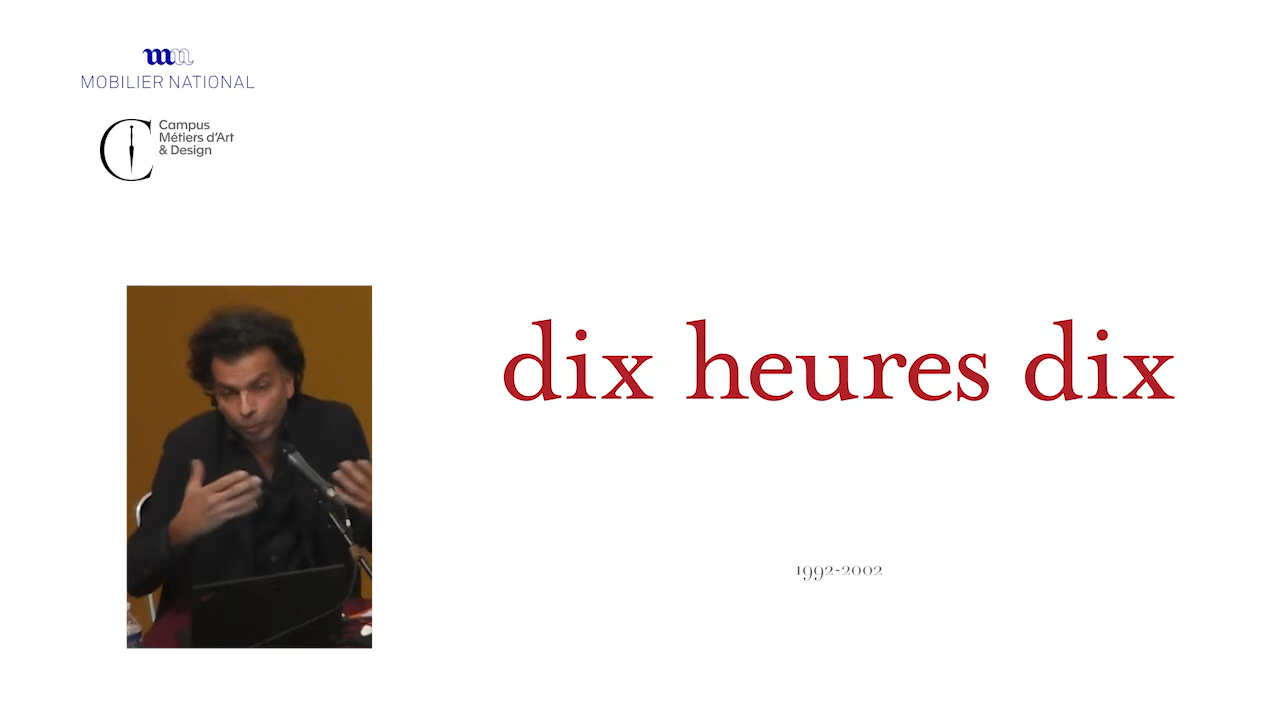 MOBILIER NATIONAL
Campus
Métiers d'Art
& Design
dix heures dix
1992-2002